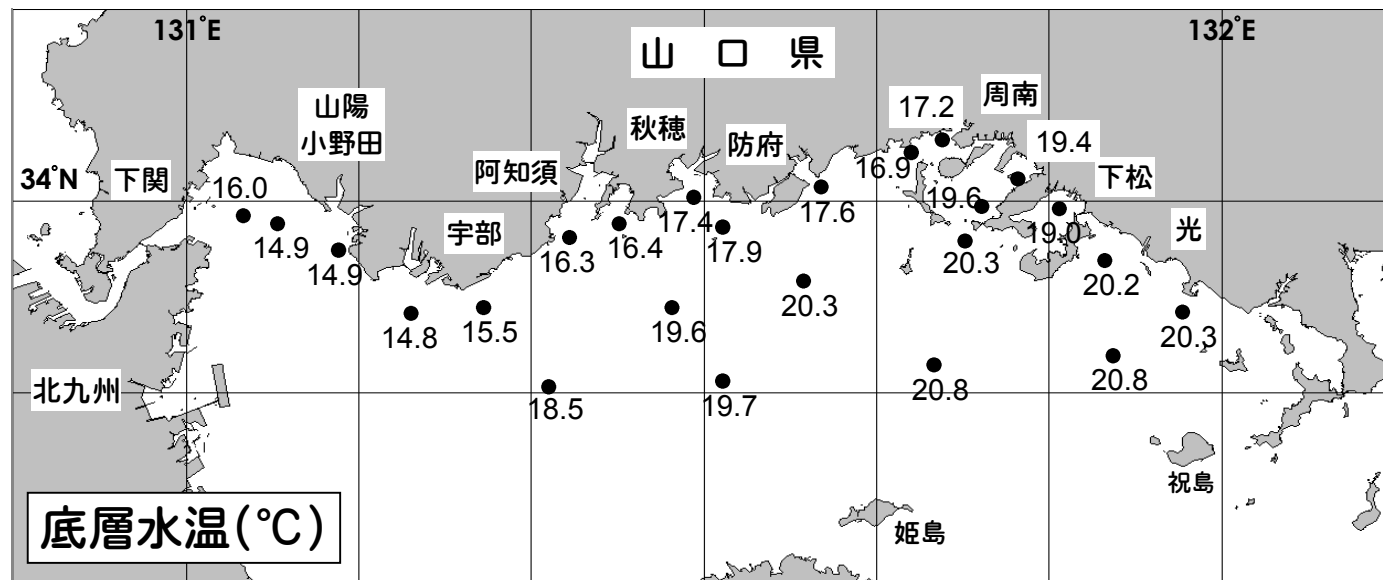 131°E
132°E
山 口 県
山陽
小野田
秋穂
防府
17.2
周南
阿知須
16.9
19.4
34°N
下関
16.0
下松
宇部
17.4
17.6
19.6
14.9
14.9
16.3
16.4
17.9
20.3
19.0
光
20.2
14.8
15.5
19.6
20.3
20.3
北九州
18.5
19.7
20.8
20.8
祝島
姫島
底層水温(℃)